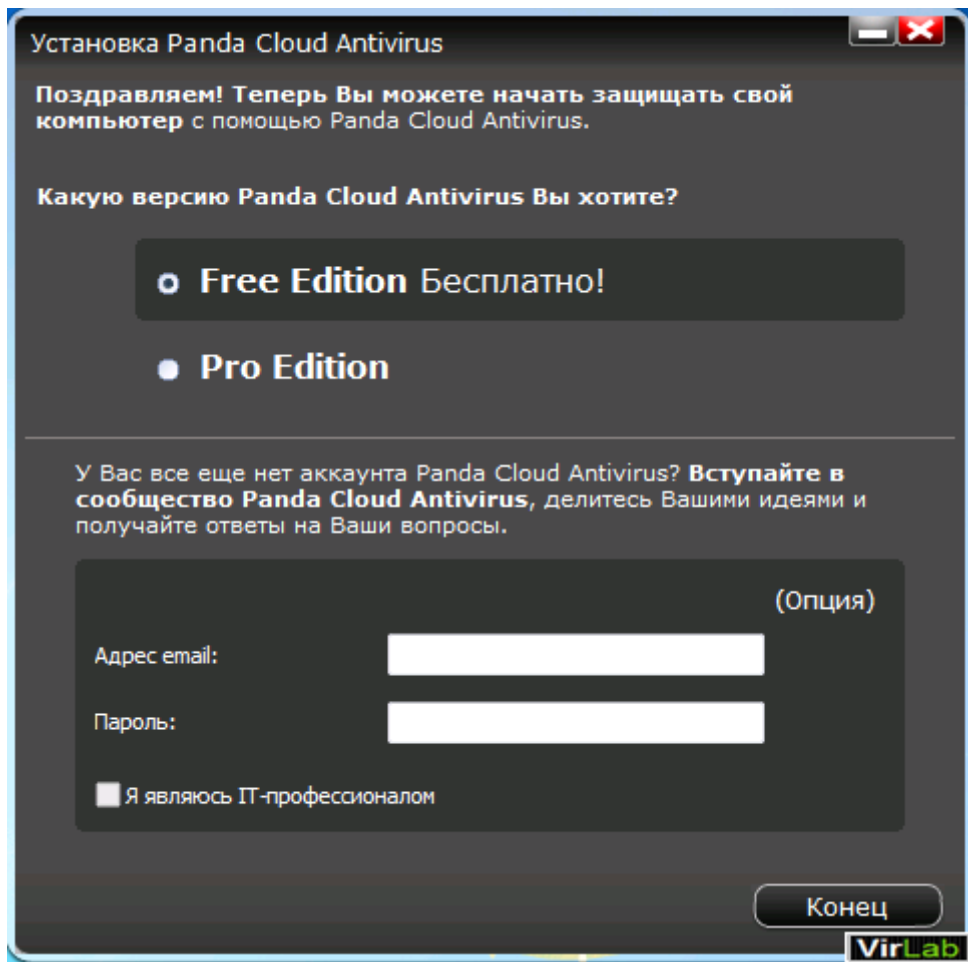 Установка Panda Cloud Antivirus
Поздравляем! Теперь Вы можете начать защищать свой
компьютер с помощью Panda Cloud Antivirus.
Какую версию Panda Cloud Antivirus Вы хотите?
Free Edition Бесплатно!
Pro Edition
У Вас все еще нет аккаунта Panda Cloud Antivirus? Вступайте в
сообщество Panda Cloud Antivirus, делитесь Вашими идеями и
получайте ответы на Ваши вопросы.
(Опция)
Адрес email:
Пароль:
Я являюсь IT-профессионалом
Конец
VirLab